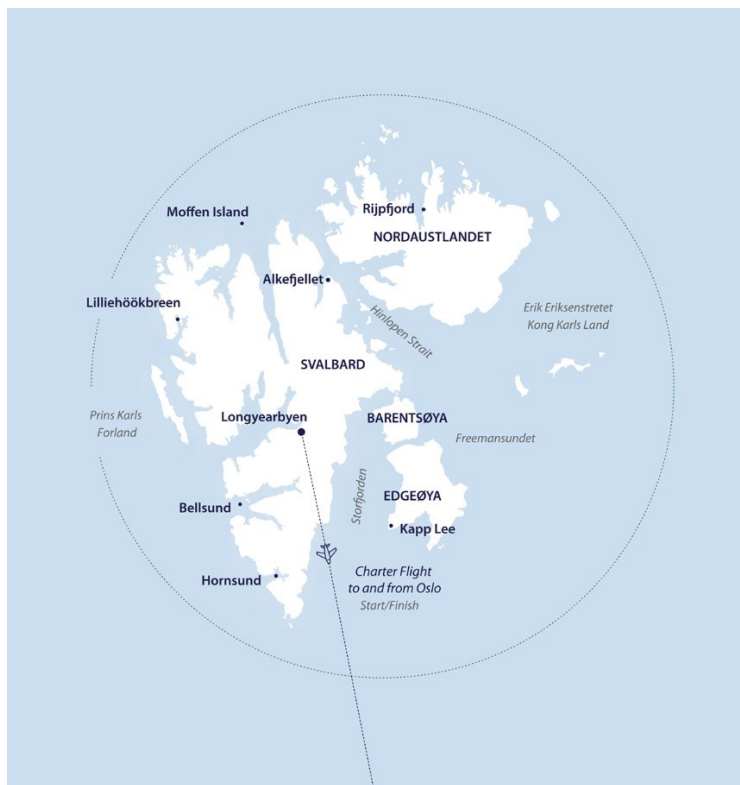 Moffen Island
Rijpfjord
NORDAUSTLANDET
Alkefjellet
Lilliehöökbreen
Erik Eriksenstretet
Kong Karls Land
Hinlopen Strait
SVALBARD
Prins Karls
Forland
Longyearbyen
BARENTSØYA
Freemansundet
Storfjorden
EDGEØYA
Bellsund
Kapp Lee
Hornsund
Charter Flight
to and from Oslo
Start/Finish